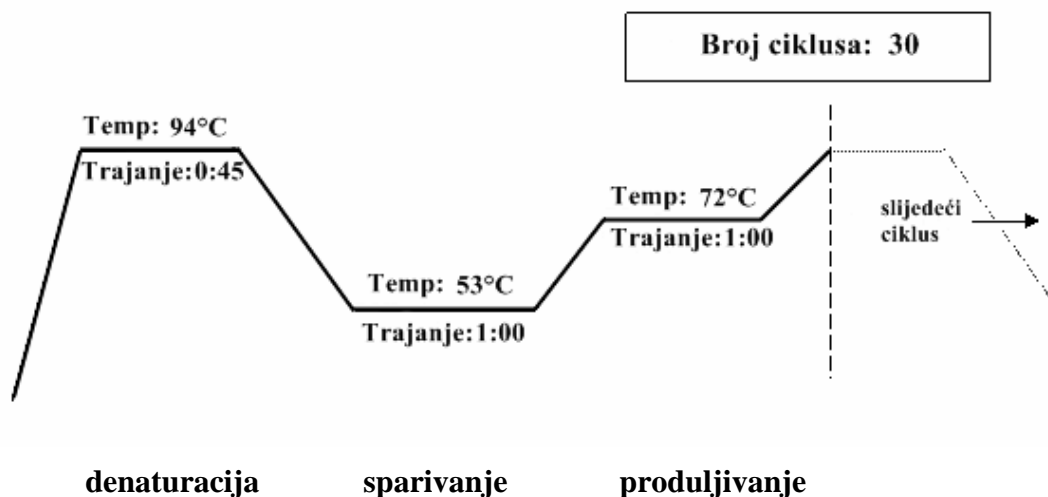 Broj ciklusa: 30
Temp: 94°C
Trajanje:0:45
Temp: 53°C
Trajanje:1:00
Temp: 72°C
Trajanje:1:00
slijedeći
ciklus
denaturacija sparivanje produljivanje